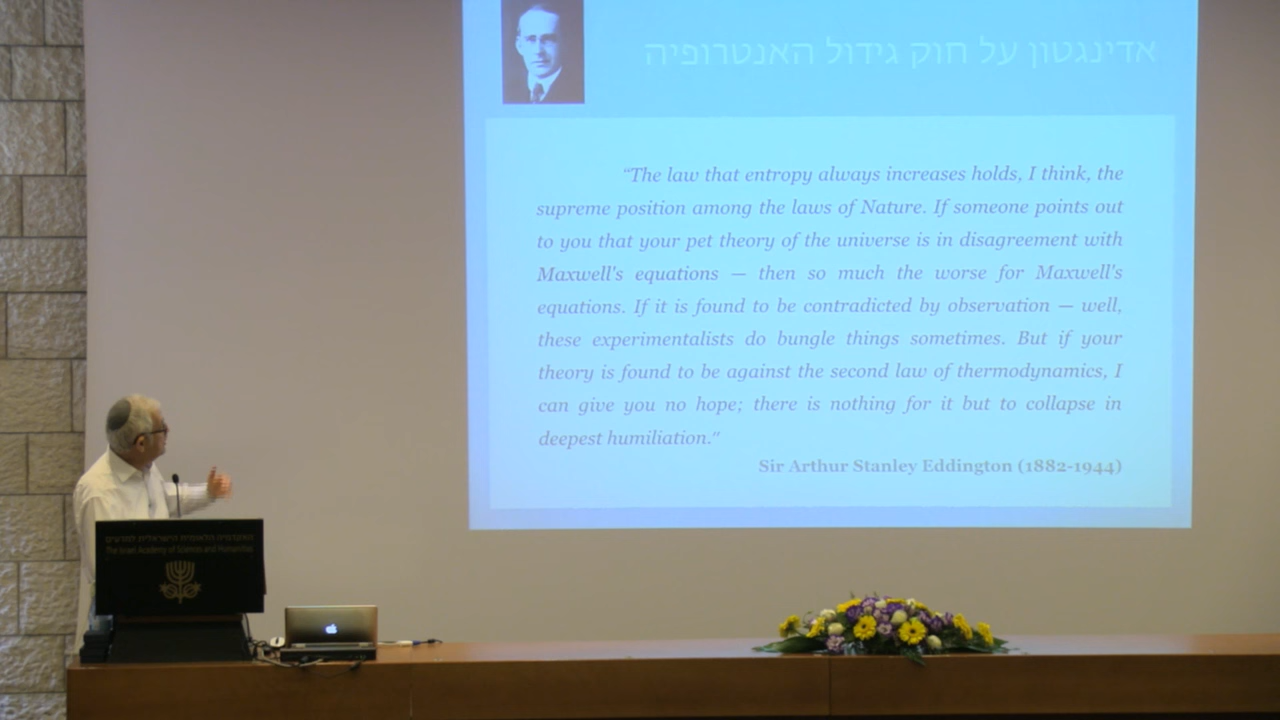 אדינגטון על חוק גידול האנטרופיה
“The law that entropy always increases holds, I think, the
supreme position among the laws of Nature. If someone points out
to you that your pet theory of the universe is in disagreement with
Maxwell's equations — then so much the worse for Maxwell's
equations. If it is found to be contradicted by observation — well,
these experimentalists do bungle things sometimes. But if your
theory is found to be against the second law of thermodynamics, I
can give you no hope; there is nothing for it but to collapse in
deepest humiliation.”
Sir Arthur Stanley Eddington (1882-1944)
האקדמיה הלאומית הישראלית למדעים
The Israel Academy of Sciences and Humanities